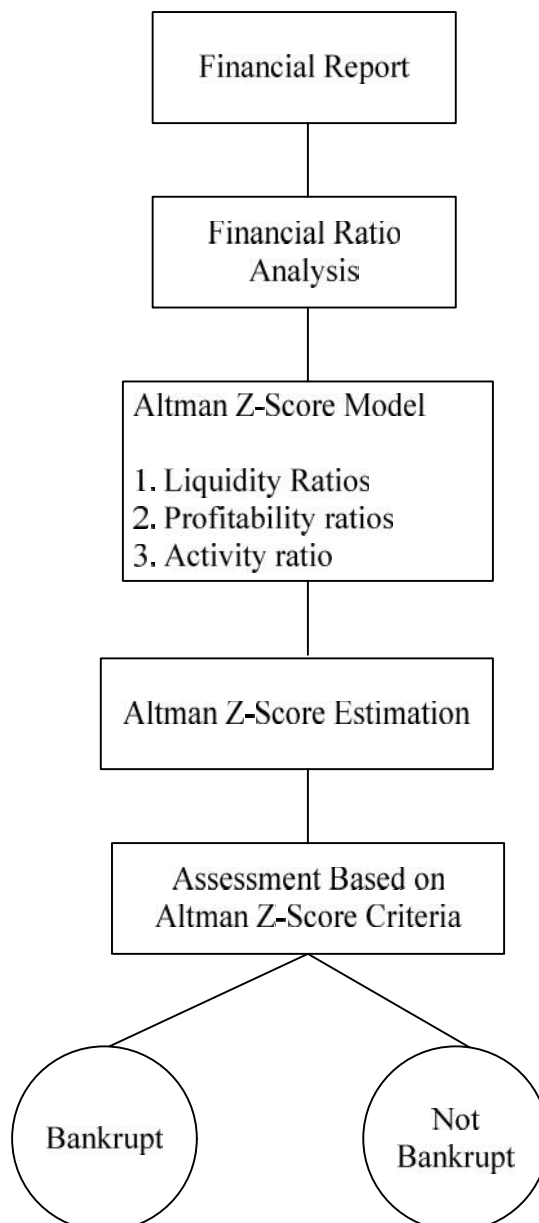 Financial Report
Financial Ratio
Analysis
Altman Z-Score Model
1. Liquidity Ratios
2. Profitability ratios
3. Activity ratio
Altman Z-Score Estimation
Assessment Based on
Altman Z-Score Criteria
Bankrupt
Not
Bankrupt